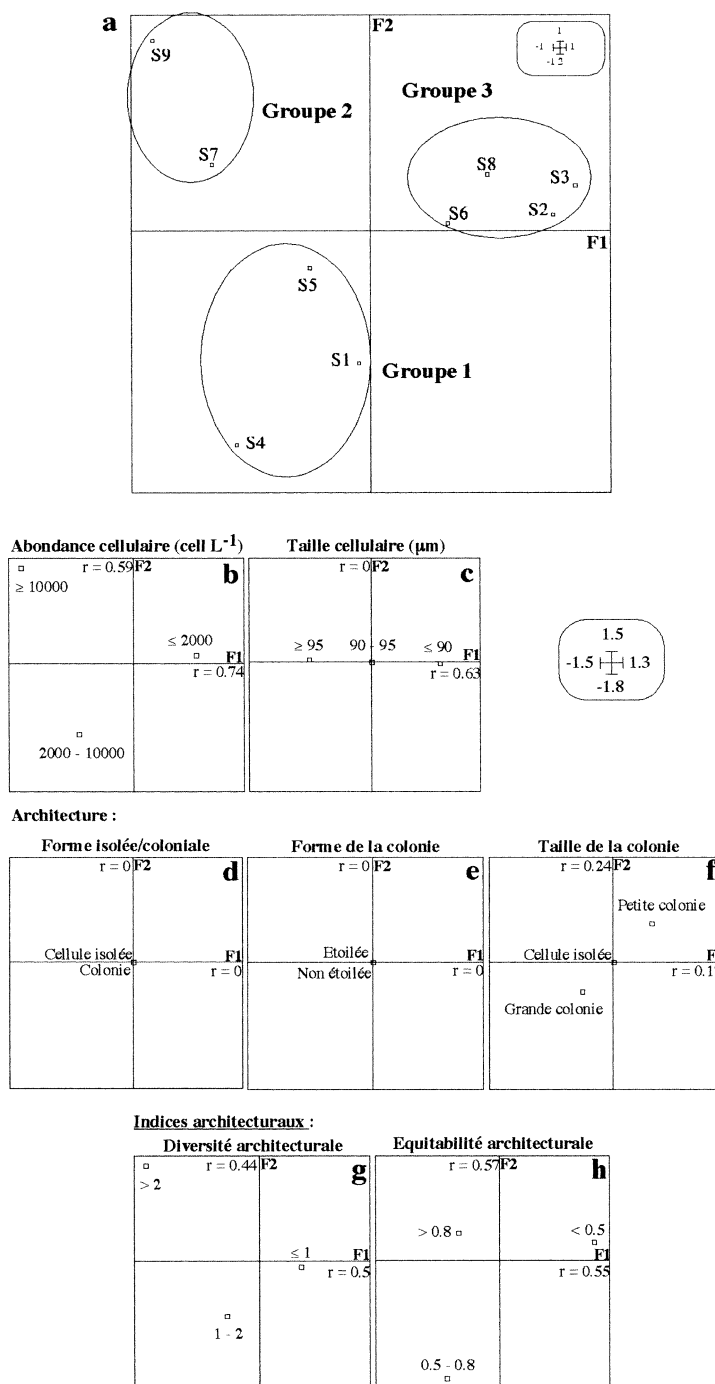 a
F2
1
-1 1
S9
Groupe 2
Groupe 3
S7
S8
S3
S6
S2
F1
S5
S1
Groupe 1
S4
Abondance cellulaire (cell L-1)
Taille cellulaire (µm)
r = 0.59 F2 b
≥ 10000
≤ 2000
F1
r = 0.74
2000 - 10000
r = 0 F2 c
≥ 95 90 - 95 ≤ 90
F1
r = 0.63
1.5
-1.5 1.3
-1.8
Architecture :
Forme isolée/coloniale
Forme de la colonie
Taille de la colonie
r = 0 F2 d
Cellule isolée F1
Colonie r = 0
r = 0 F2 e
Etoilée F1
Non étoilée r = 0
r = 0.24 F2 f
Petite colonie
Cellule isolée
r = 0.1
Grande colonie
Indices architecturaux :
Diversité architecturale
Equitabilité architecturale
r = 0.44 F2 g
> 2
≤ 1 F1
r = 0.5
1 - 2
r = 0.57 F2 h
> 0.8 < 0.5
F1
r = 0.55
0.5 - 0.8